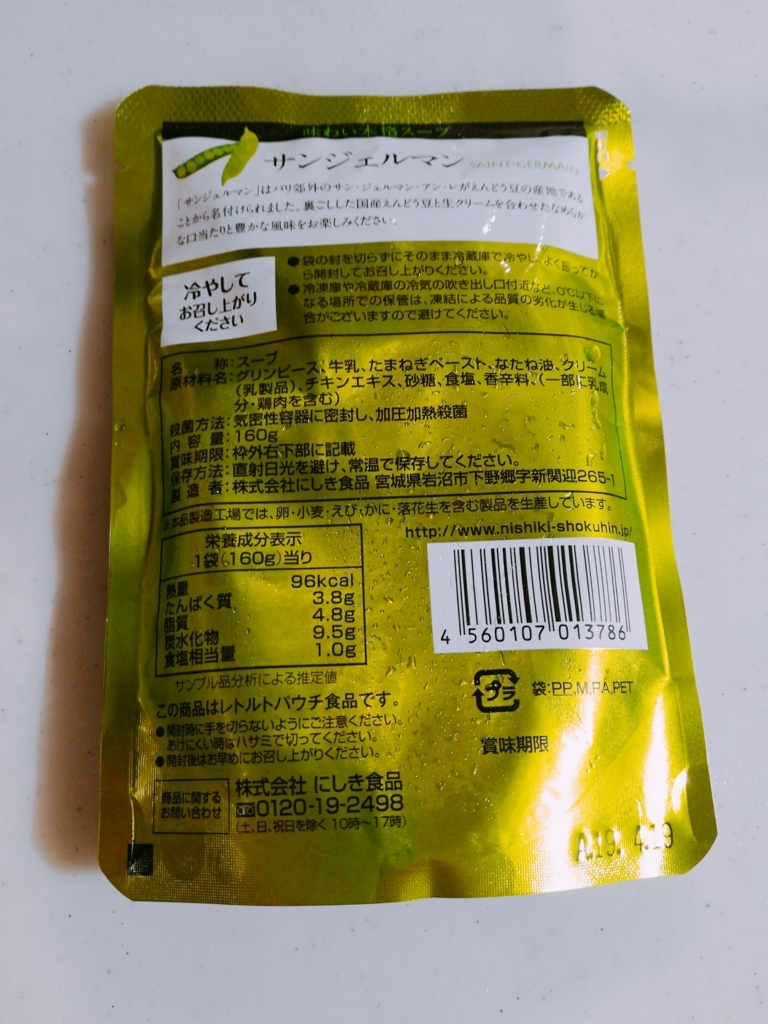 味わい本格スープ
サンジェルマン SAINT-GERMAIN
「サンジェルマン」はパリ郊外のサン・ジェルマン・アン・レがえんどう豆の産地である
ことから名付けられました。裏ごしした国産えんどう豆と生クリームを合わせたなめらか
な口当たりと豊かな風味をお楽しみください。
冷やして
お召し上がり
ください
●袋の封を切らずにそのまま冷蔵庫で冷やし、よく振ってか
ら開封してお召し上がりください。
●冷凍庫や冷蔵庫の冷気の吹き出し口付近など、0℃以下に
なる場所での保管は、凍結による品質の劣化が生じる場
合がございますので避けてください。
名称:スープ
原材料名:グリンピース、牛乳、たまねぎペースト、なたね油、クリーム
(乳製品)、チキンエキス、砂糖、食塩、香辛料、(一部に乳成
分・鶏肉を含む)
殺菌方法:気密性容器に密封し、加圧加熱殺菌
内容量:160g
賞味期限:枠外右下部に記載
保存方法:直射日光を避け、常温で保存してください。
製造者:株式会社にしき食品 宮城県岩沼市下野郷字新関迎265-1
※本品製造工場では、卵・小麦・えび・かに・落花生を含む製品を生産しています。
http://www.nishiki-shokuhin.jp/
栄養成分表示
1袋(160g)当り
熱量 96kcal
たんぱく質 3.8g
脂質 4.8g
炭水化物 9.5g
食塩相当量 1.0g
サンプル品分析による推定値
4 560107 013786
プラ 袋:PP,M,PA,PET
この商品はレトルトパウチ食品です。
●開封時に手を切らないようにご注意ください。
あけにくい時はハサミで切ってください。
●開封後はお早めにお召し上がりください。
賞味期限
商品に関する
お問い合わせ
株式会社 にしき食品
0120-19-2498
(土、日、祝日を除く 10時〜17時)
A19. 4.19